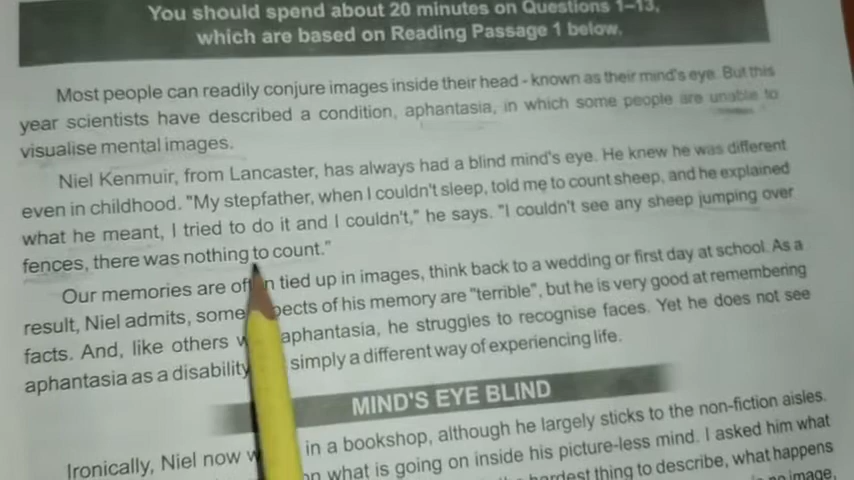 You should spend about 20 minutes on Questions 1–13,
which are based on Reading Passage 1 below.
Most people can readily conjure images inside their head - known as their mind's eye. But this
year scientists have described a condition, aphantasia, in which some people are unable to
visualise mental images.
Niel Kenmuir, from Lancaster, has always had a blind mind's eye. He knew he was different
even in childhood. "My stepfather, when I couldn't sleep, told me to count sheep, and he explained
what he meant, I tried to do it and I couldn't," he says. "I couldn't see any sheep jumping over
fences, there was nothing to count."
Our memories are often tied up in images, think back to a wedding or first day at school. As a
result, Niel admits, some of his memory are "terrible", but he is very good at remembering
facts. And, like others aphantasia, he struggles to recognise faces. Yet he does not see
aphantasia as a disability simply a different way of experiencing life.
MIND'S EYE BLIND
Ironically, Niel now in a bookshop, although he largely sticks to the non-fiction aisles.
what is going on inside his picture-less mind. I asked him what
hardest thing to describe, what happens
no image,